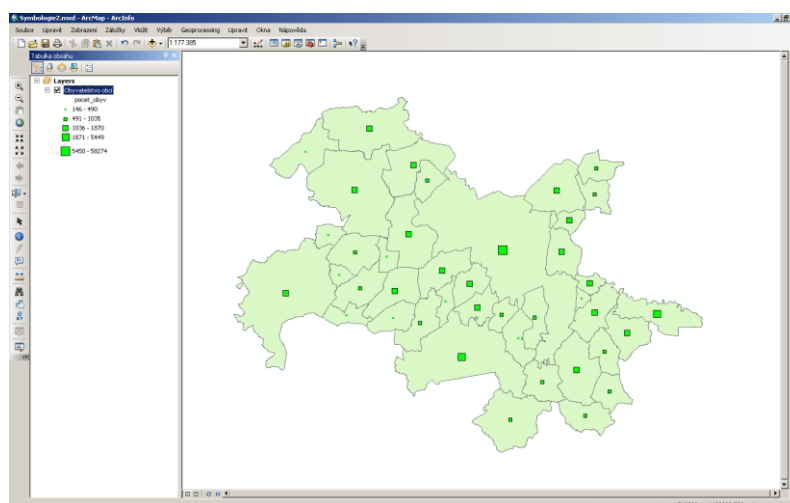 Symbologie2.mxd - ArcMap - ArcInfo
Soubor Upravit Zobrazení Záložky Vložit Výběr Geoprocessing Upravit Okna Nápověda
1:177 385
Tabulka obsahu
Layers
Obyvatelstvo obcí
poost_obyv
146 - 490
491 - 1035
1036 - 1870
1871 - 5449
5450 - 58274